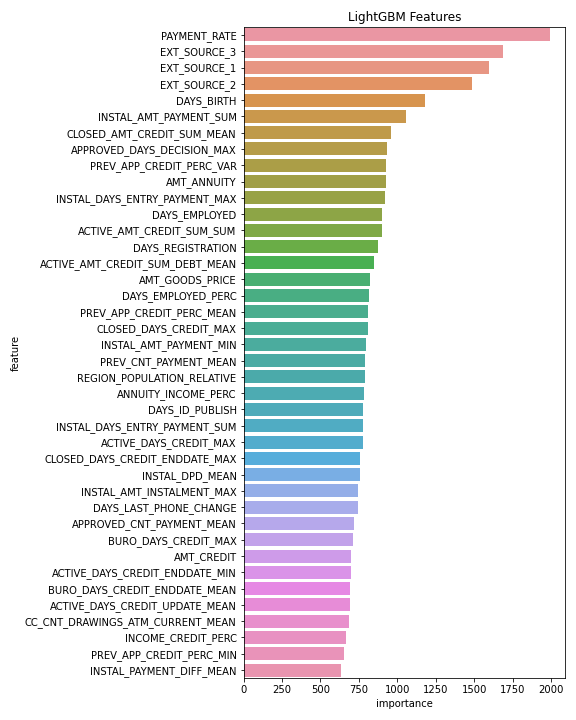 LightGBM Features
PAYMENT_RATE
EXT_SOURCE_3
EXT_SOURCE_1
EXT_SOURCE_2
DAYS_BIRTH
INSTAL_AMT_PAYMENT_SUM
CLOSED_AMT_CREDIT_SUM_MEAN
APPROVED_DAYS_DECISION_MAX
PREV_APP_CREDIT_PERC_VAR
AMT_ANNUITY
INSTAL_DAYS_ENTRY_PAYMENT_MAX
DAYS_EMPLOYED
ACTIVE_AMT_CREDIT_SUM_SUM
DAYS_REGISTRATION
ACTIVE_AMT_CREDIT_SUM_DEBT_MEAN
AMT_GOODS_PRICE
DAYS_EMPLOYED_PERC
PREV_APP_CREDIT_PERC_MEAN
CLOSED_DAYS_CREDIT_MAX
INSTAL_AMT_PAYMENT_MIN
PREV_CNT_PAYMENT_MEAN
REGION_POPULATION_RELATIVE
ANNUITY_INCOME_PERC
DAYS_ID_PUBLISH
INSTAL_DAYS_ENTRY_PAYMENT_SUM
ACTIVE_DAYS_CREDIT_MAX
CLOSED_DAYS_CREDIT_ENDDATE_MAX
INSTAL_DPD_MEAN
INSTAL_AMT_INSTALMENT_MAX
DAYS_LAST_PHONE_CHANGE
APPROVED_CNT_PAYMENT_MEAN
BURO_DAYS_CREDIT_MAX
AMT_CREDIT
ACTIVE_DAYS_CREDIT_ENDDATE_MIN
BURO_DAYS_CREDIT_ENDDATE_MEAN
ACTIVE_DAYS_CREDIT_UPDATE_MEAN
CC_CNT_DRAWINGS_ATM_CURRENT_MEAN
INCOME_CREDIT_PERC
PREV_APP_CREDIT_PERC_MIN
INSTAL_PAYMENT_DIFF_MEAN
feature
0 250 500 750 1000 1250 1500 1750 2000
importance